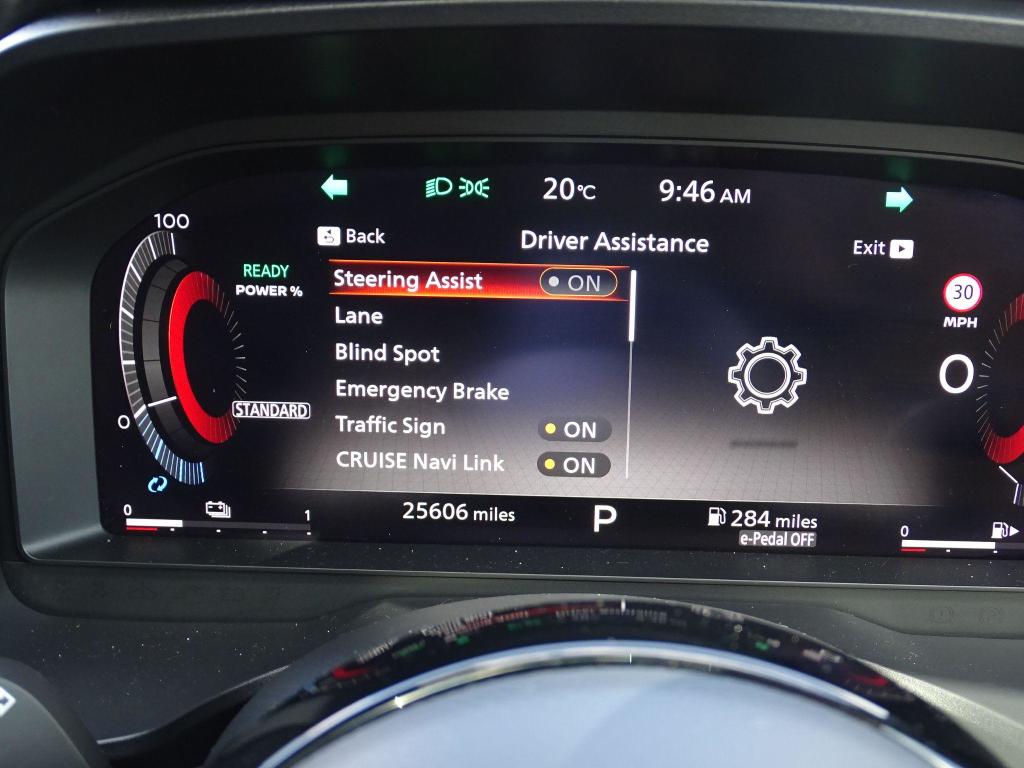 20°C 9:46 AM
Back Driver Assistance Exit
100
READY
POWER %
Steering Assist ON
30
MPH
Lane
Blind Spot
0
Emergency Brake
STANDARD
0
Traffic Sign ON
CRUISE Navi Link ON
0 1
25606 miles P 284 miles
e-Pedal OFF
0